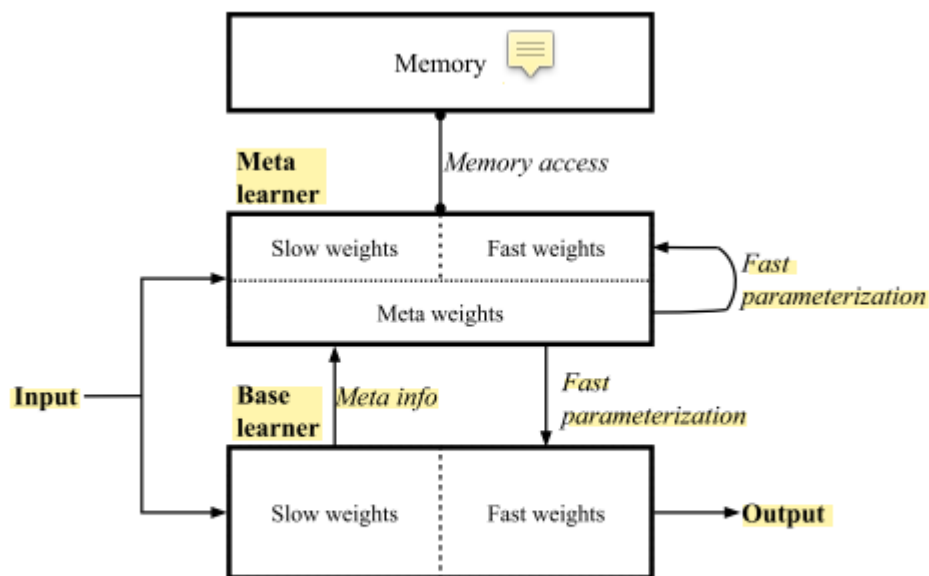 Memory
Memory access
Meta
learner
Slow weights
Fast weights
Fast
parameterization
Meta weights
Input
Base
learner
Meta info
Fast
parameterization
Slow weights
Fast weights
Output